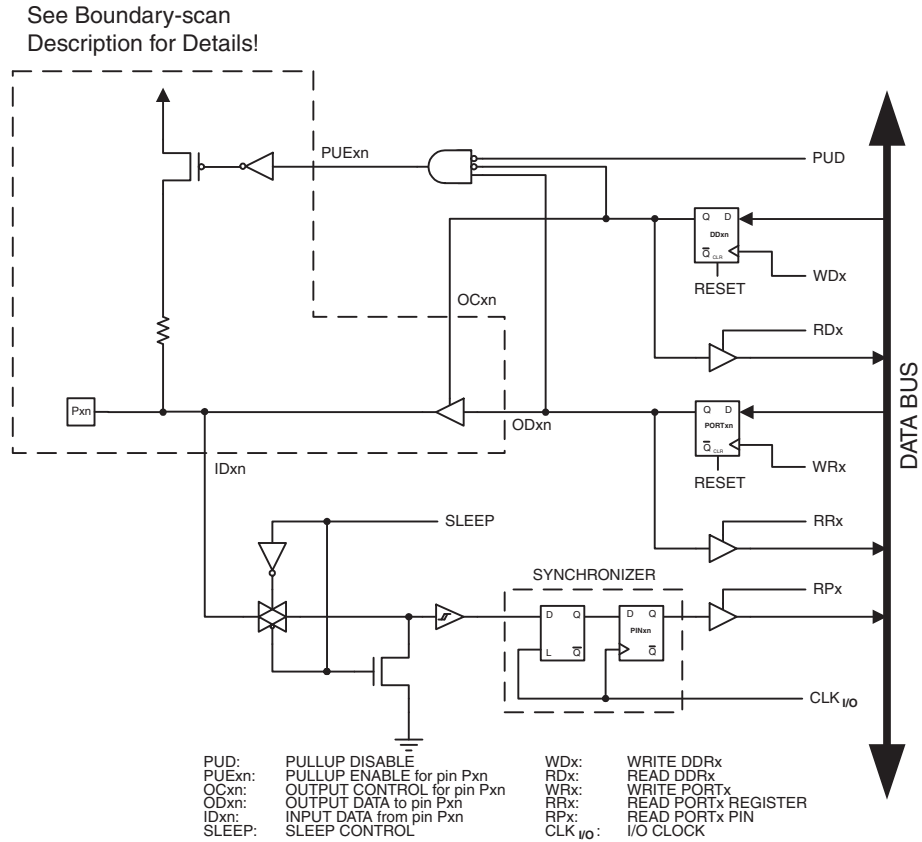 See Boundary-scan
Description for Details!
PUExn
PUD
Q D
DDxn
Q CLR
WDx
RESET
OCxn
RDx
Pxn
ODxn
Q D
PORTxn
Q CLR
WRx
RESET
IDxn
DATA BUS
SLEEP
RRx
SYNCHRONIZER
RPx
D Q
L Q
D Q
PINxn
Q
CLK I/O
PUD: PULLUP DISABLE
PUExn: PULLUP ENABLE for pin Pxn
OCxn: OUTPUT CONTROL for pin Pxn
ODxn: OUTPUT DATA to pin Pxn
IDxn: INPUT DATA from pin Pxn
SLEEP: SLEEP CONTROL
WDx: WRITE DDRx
RDx: READ DDRx
WRx: WRITE PORTx
RRx: READ PORTx REGISTER
RPx: READ PORTx PIN
CLK I/O: I/O CLOCK